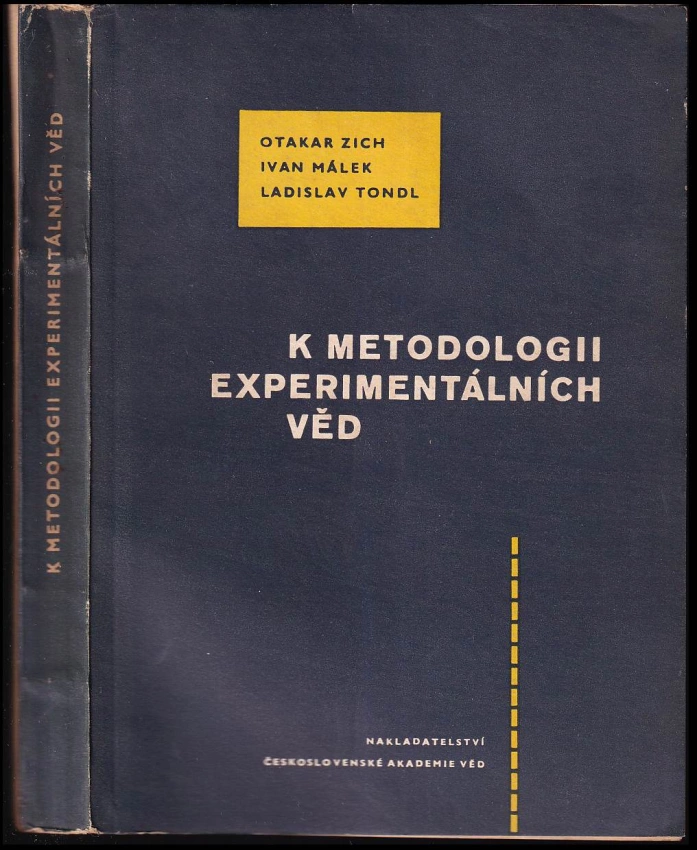 K METODOLOGII EXPERIMENTÁLNÍCH VĚD
OTAKAR ZICH
IVAN MÁLEK
LADISLAV TONDL
K METODOLOGII
EXPERIMENTÁLNÍCH
VĚD
NAKLADATELSTVÍ
ČESKOSLOVENSKÉ AKADEMIE VĚD